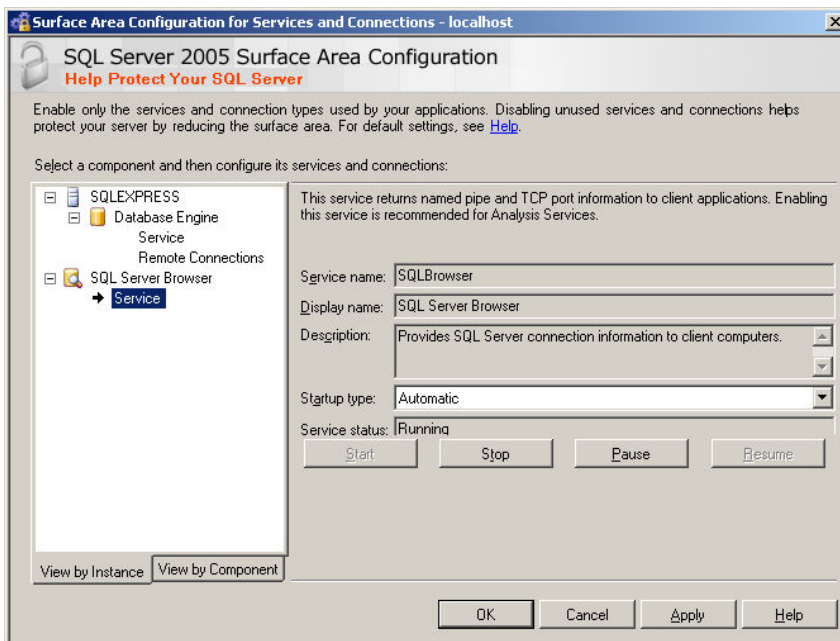 Surface Area Configuration for Services and Connections - localhost
SQL Server 2005 Surface Area Configuration
Help Protect Your SQL Server
Enable only the services and connection types used by your applications. Disabling unused services and connections helps
protect your server by reducing the surface area. For default settings, see Help.
Select a component and then configure its services and connections:
SQLEXPRESS
Database Engine
Service
Remote Connections
SQL Server Browser
Service
View by Instance
View by Component
This service returns named pipe and TCP port information to client applications. Enabling
this service is recommended for Analysis Services.
Service name: SQLBrowser
Display name: SQL Server Browser
Description: Provides SQL Server connection information to client computers.
Startup type: Automatic
Service status: Running
Start Stop Pause Resume
OK Cancel Apply Help